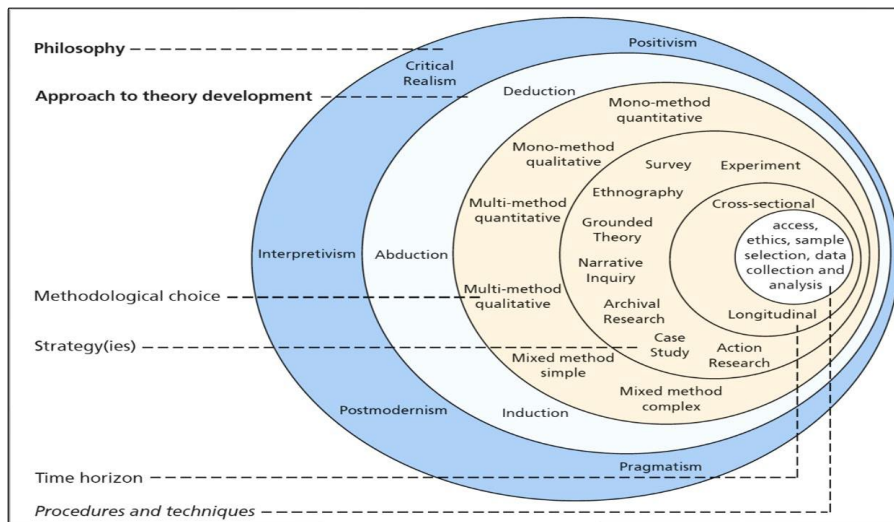 Philosophy
Positivism
Critical
Realism
Approach to theory development
Deduction
Mono-method
quantitative
Mono-method
qualitative
Survey
Experiment
Ethnography
Multi-method
quantitative
Cross-sectional
Grounded
Theory
access,
ethics, sample
selection, data
collection and
analysis
Interpretivism
Abduction
Narrative
Inquiry
Methodological choice
Multi-method
qualitative
Archival
Research
Longitudinal
Strategy(ies)
Case
Study
Action
Research
Mixed method
simple
Mixed method
complex
Postmodernism
Induction
Pragmatism
Time horizon
Procedures and techniques